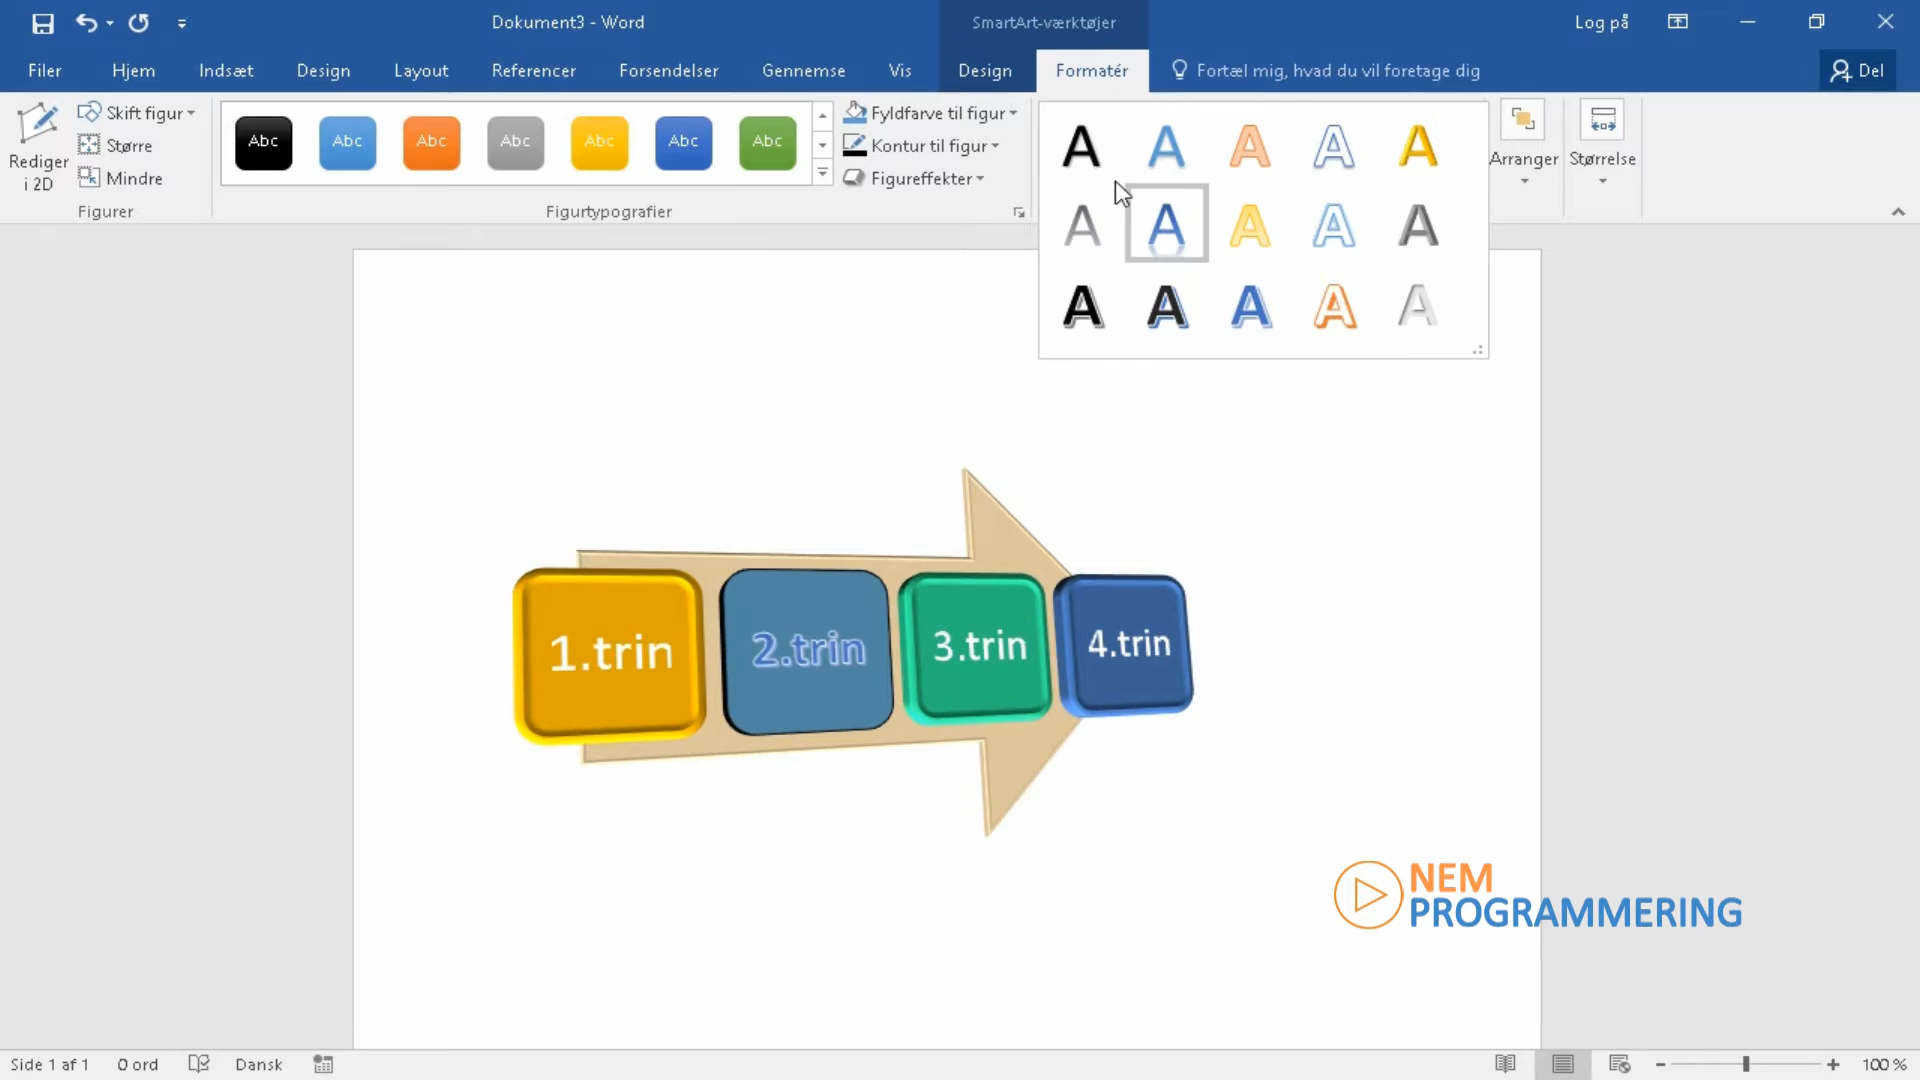 Dokument3 - Word
SmartArt-værktøjer
Log på
Filer
Hjem
Indsæt
Design
Layout
Referencer
Forsendelser
Gennemse
Vis
Design
Formatér
Fortæl mig, hvad du vil foretage dig
Del
Rediger
i 2D
Skift figur
Større
Mindre
Figurer
Abc
Abc
Abc
Abc
Abc
Abc
Abc
Figurtypografier
Fyldfarve til figur
Kontur til figur
Figureffekter
A A A A A
A A A A A
A A A A A
Arranger
Størrelse
1.trin
2.trin
3.trin
4.trin
NEM
PROGRAMMERING
Side 1 af 1
0 ord
Dansk
100 %